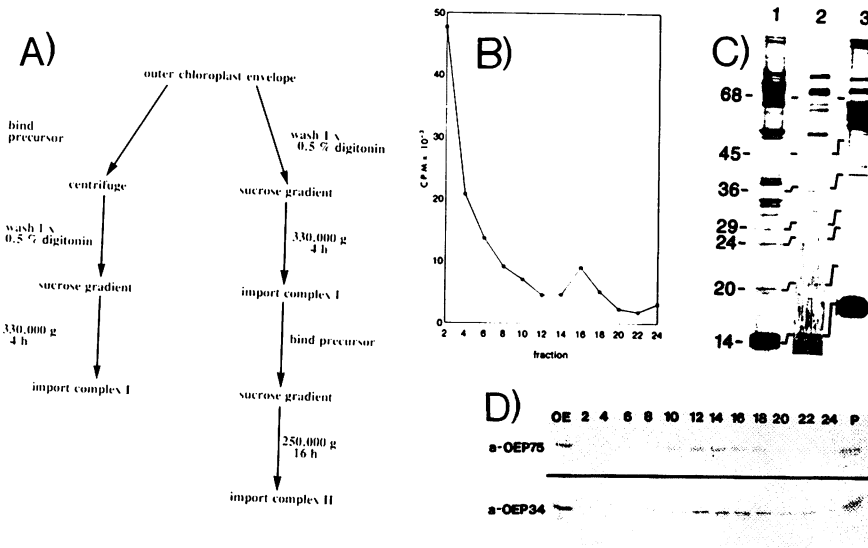 A)
outer chloroplast envelope
bind
precursor
wash 1 x
0.5 % digitonin
centrifuge
sucrose gradient
wash 1 x
0.5 % digitonin
330,000 g
4 h
sucrose gradient
import complex I
330,000 g
4 h
bind precursor
import complex I
sucrose gradient
250,000 g
16 h
import complex II
B)
50
40
30
20
10
0
CPM x 10⁻³
2 4 6 8 10 12 14 16 18 20 22 24
fraction
C)
1 2 3
68-
45-
36-
29-
24-
20-
14-
D)
OE 2 4 6 8 10 12 14 16 18 20 22 24 P
a-OEP75
a-OEP34